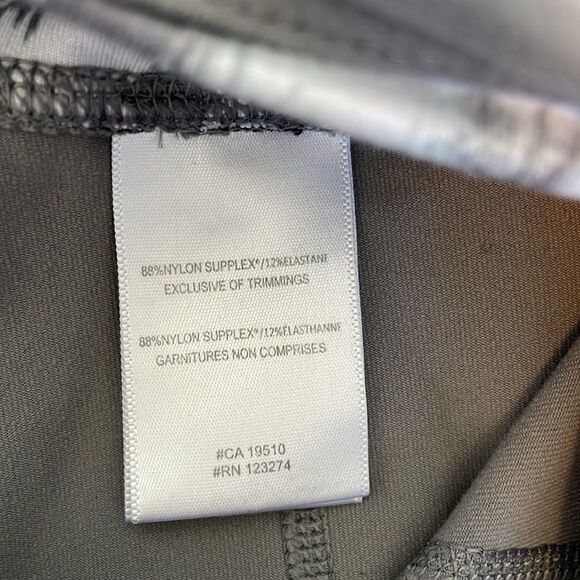 88%NYLON SUPPLEX®/12%ELASTANE
EXCLUSIVE OF TRIMMINGS
88%NYLON SUPPLEX®/12%ÉLASTHANNE
GARNITURES NON COMPRISES
#CA 19510
#RN 123274